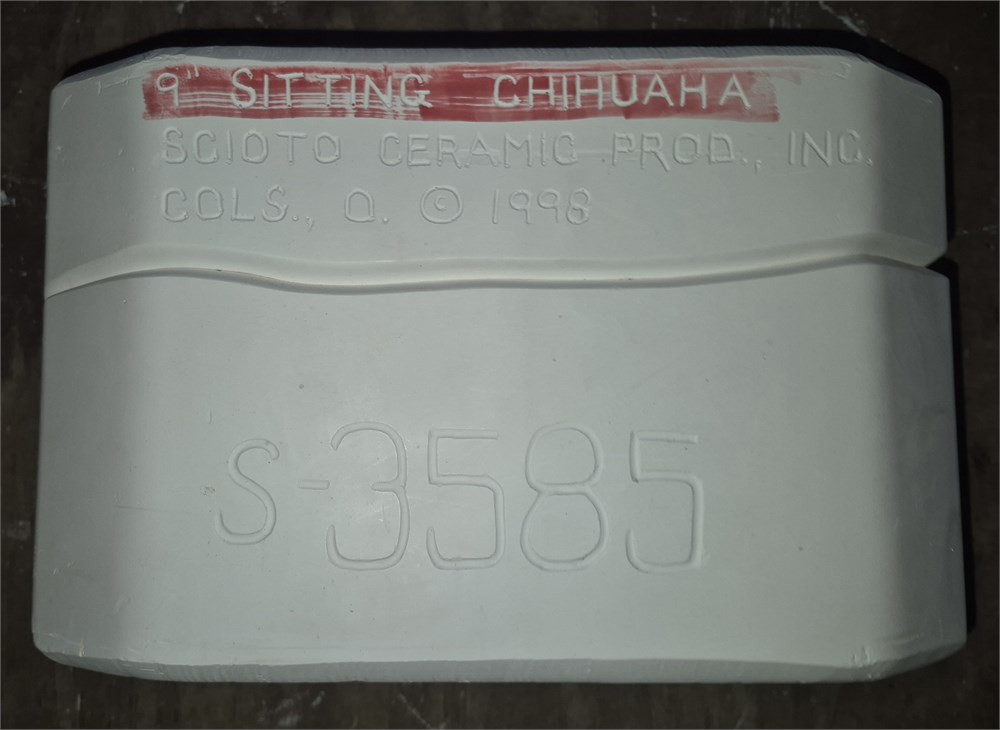 9" SITTING CHIHUAHA
SCIOTO CERAMIC PROD., INC.
COLS., O. © 1998
S-3585